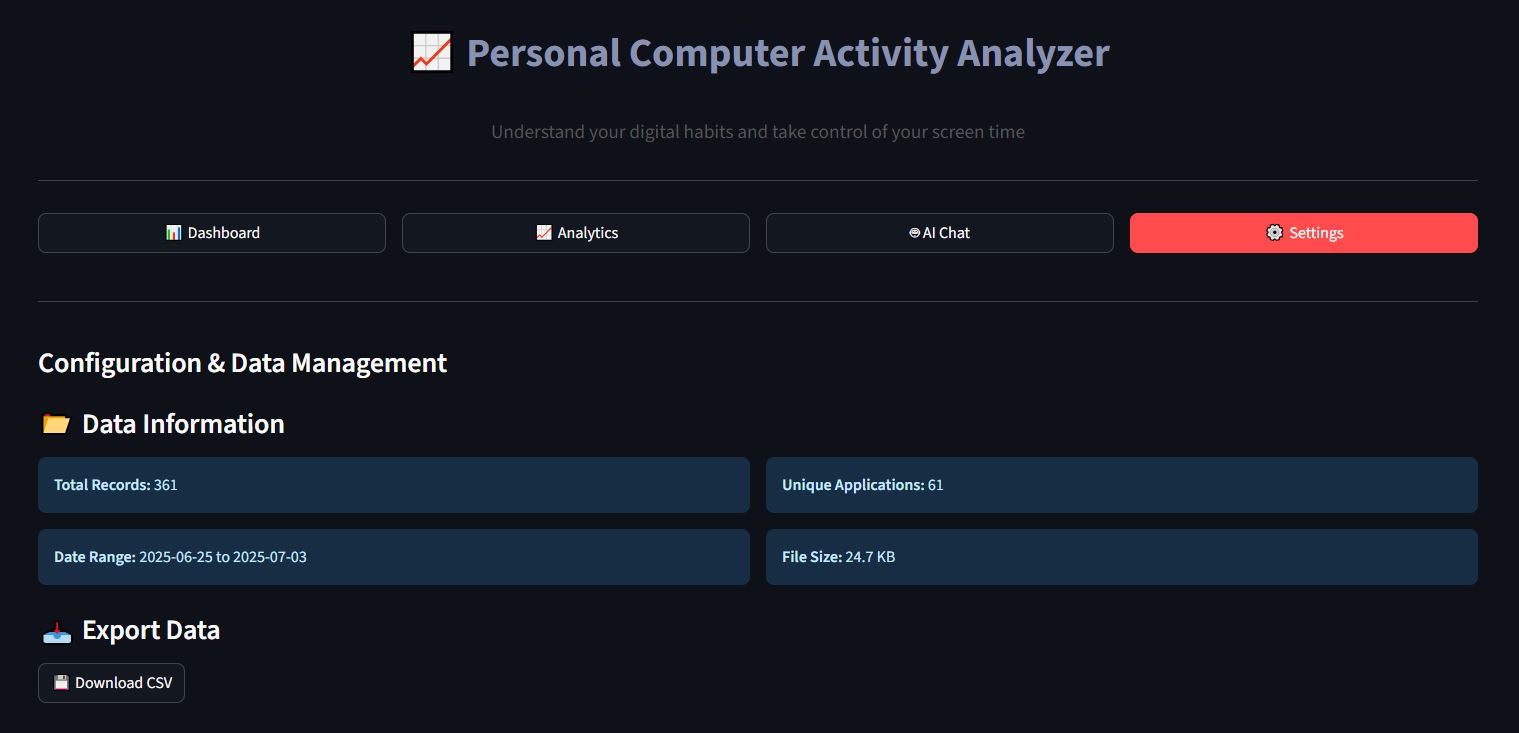 📈 Personal Computer Activity Analyzer
Understand your digital habits and take control of your screen time
📊 Dashboard
📈 Analytics
🤖 AI Chat
⚙️ Settings
Configuration & Data Management
📂 Data Information
Total Records: 361
Unique Applications: 61
Date Range: 2025-06-25 to 2025-07-03
File Size: 24.7 KB
📥 Export Data
💾 Download CSV